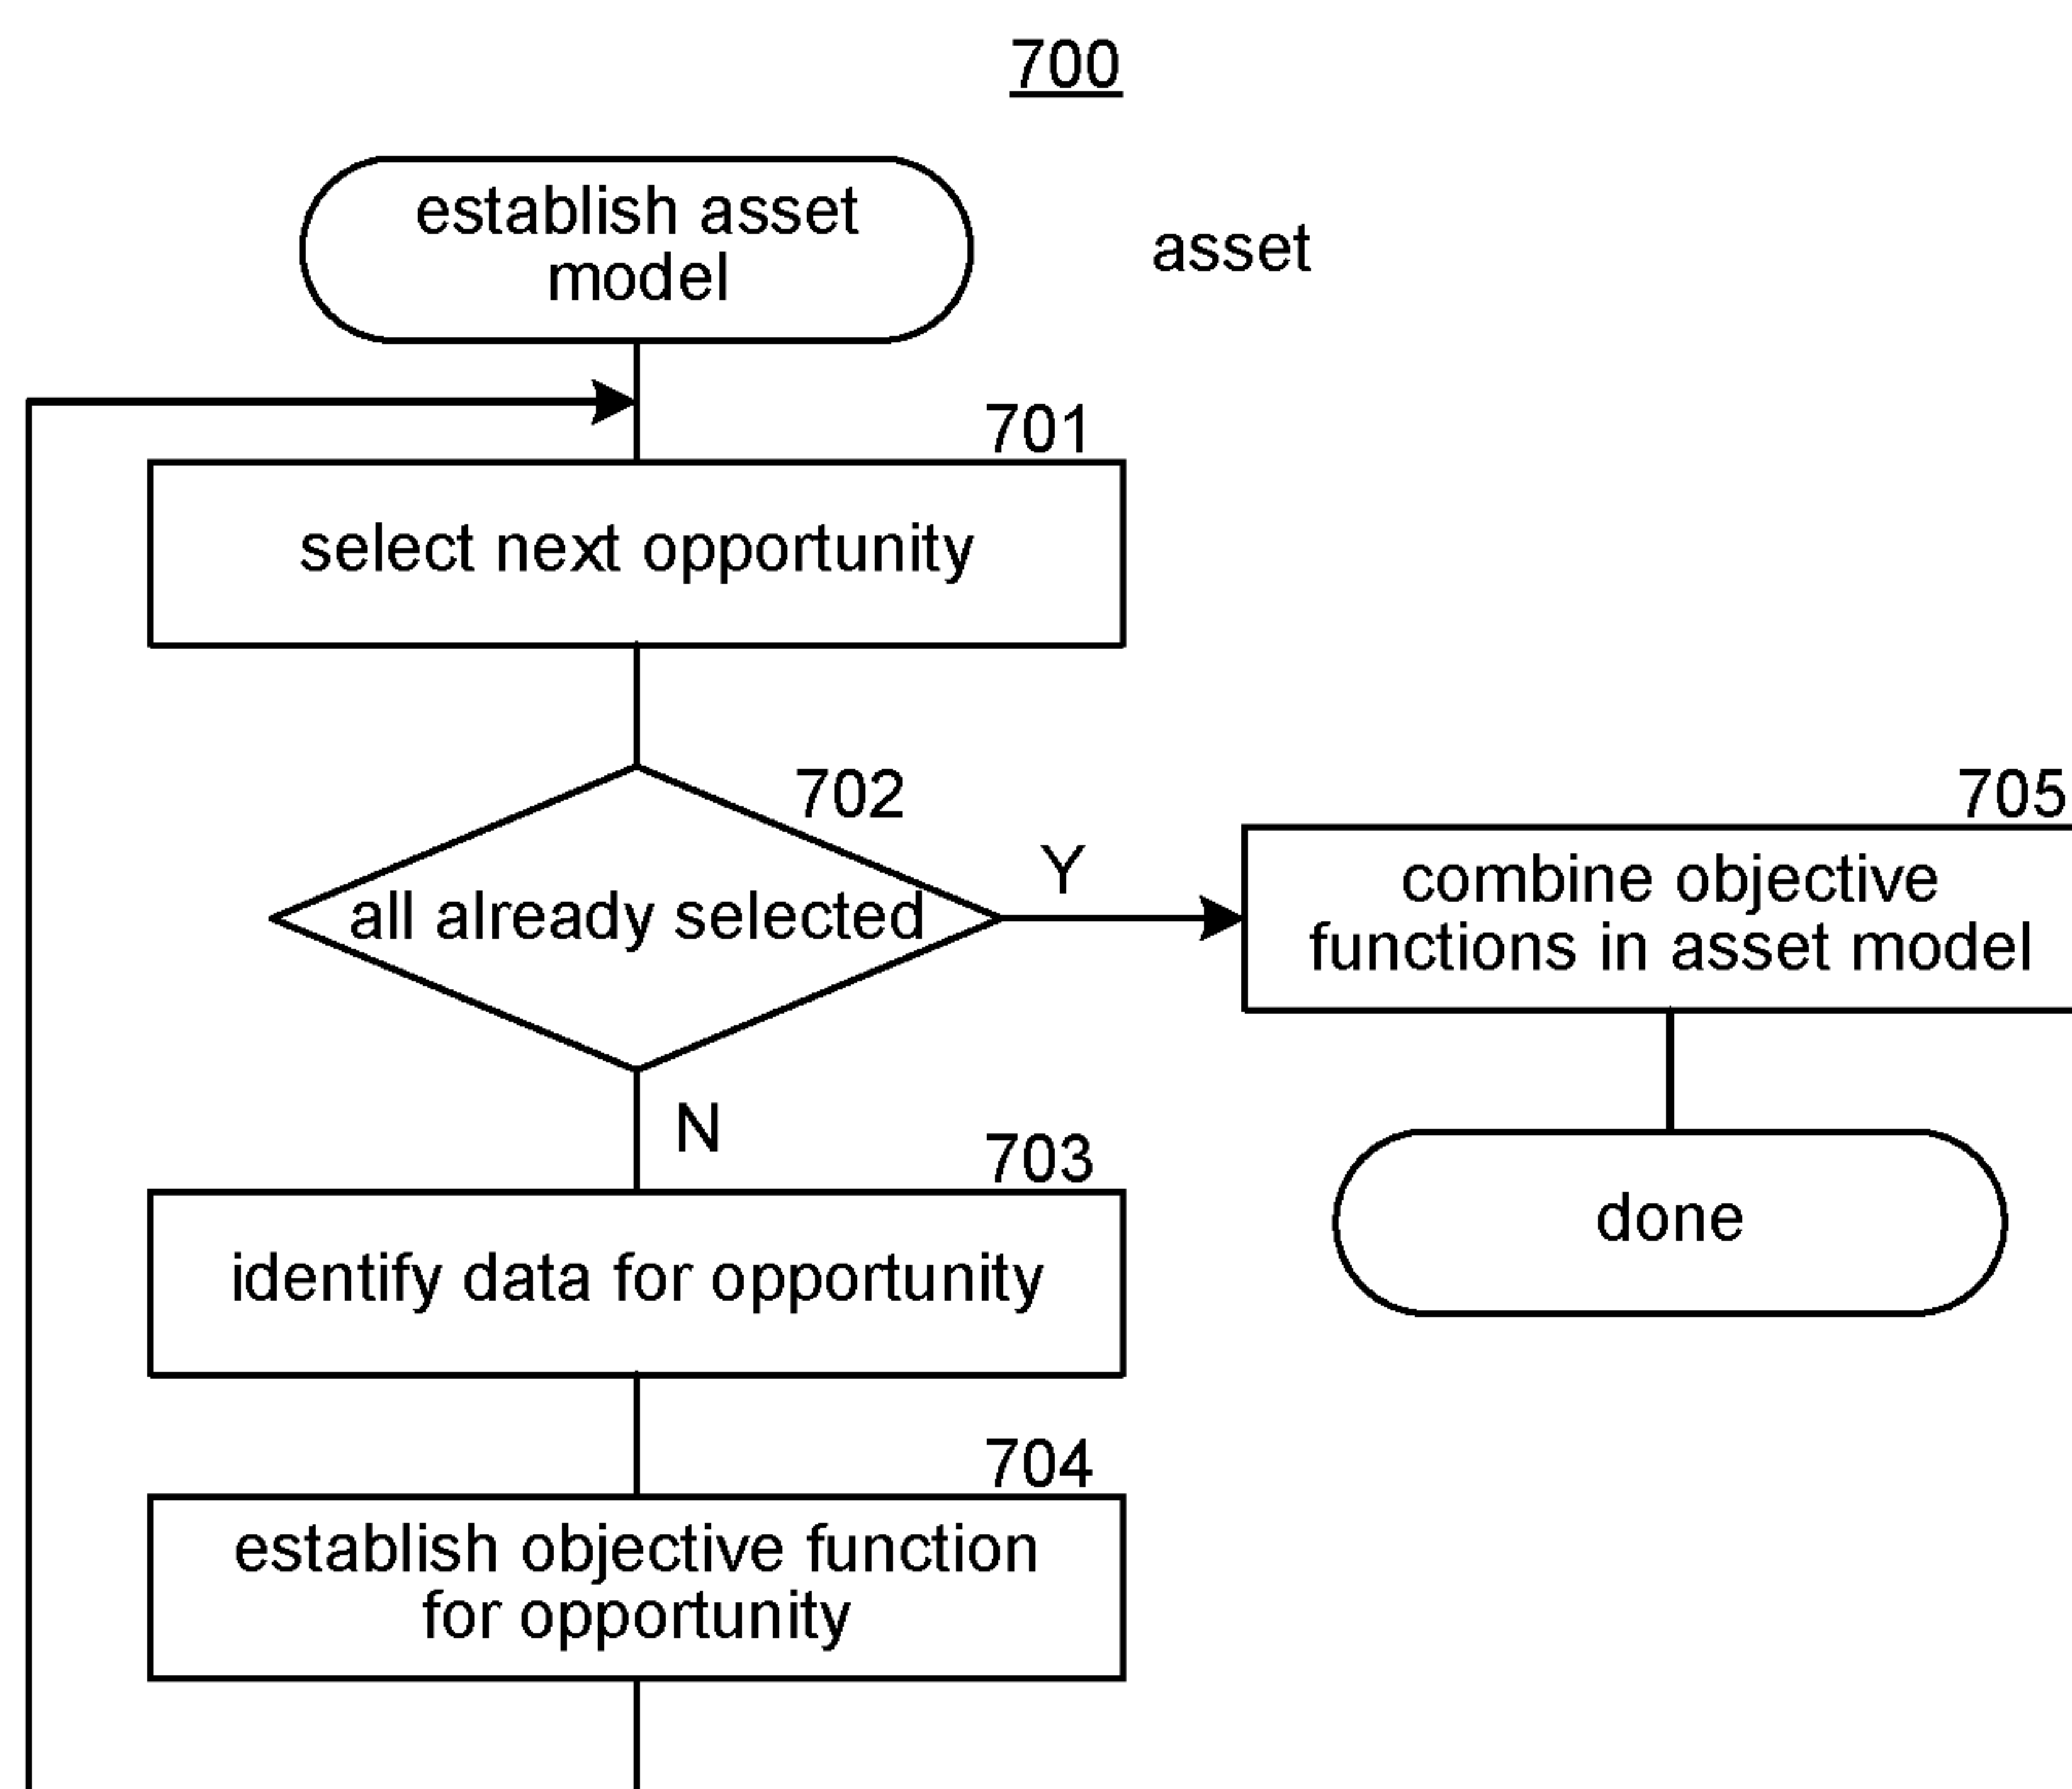 700
establish asset
model
asset
701
select next opportunity
702
all already selected
Y
705
combine objective
functions in asset model
N
done
703
identify data for opportunity
704
establish objective function
for opportunity